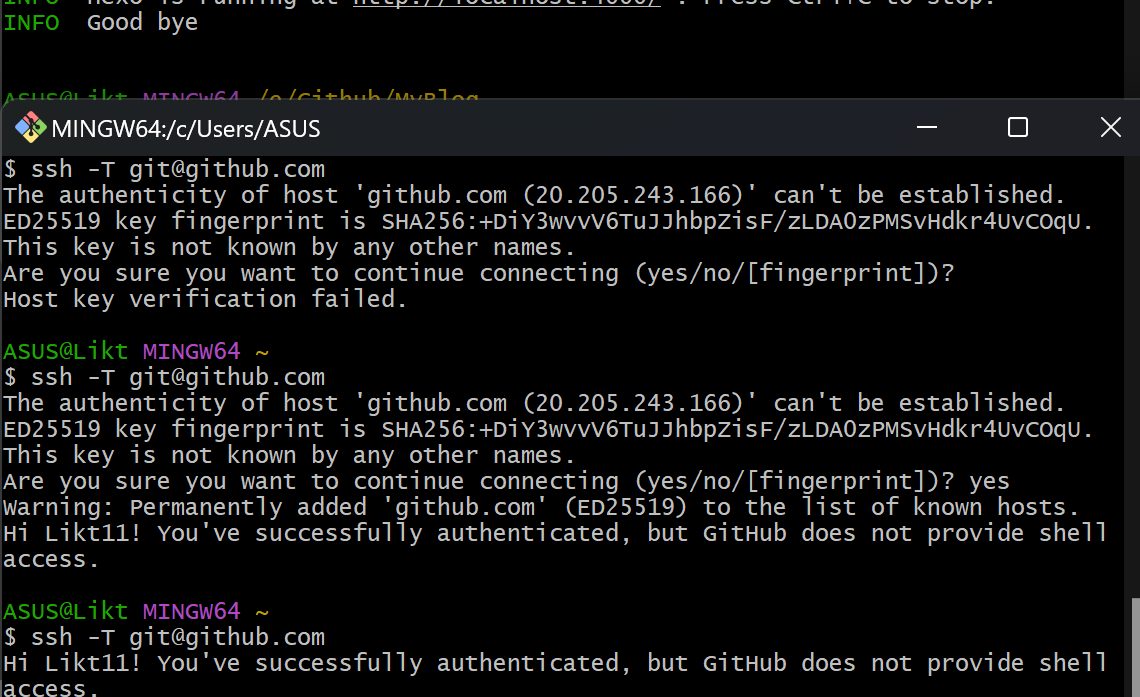 INFO Hexo is running at http://localhost:4000/ . Press Ctrl+C to stop.
INFO Good bye
ASUS@Likt MINGW64 /e/Github/MyBlog
MINGW64:/c/Users/ASUS
$ ssh -T git@github.com
The authenticity of host 'github.com (20.205.243.166)' can't be established.
ED25519 key fingerprint is SHA256:+DiY3wvvV6TuJJhbpZisF/zLDA0zPMSvHdkr4UvCOqU.
This key is not known by any other names.
Are you sure you want to continue connecting (yes/no/[fingerprint])?
Host key verification failed.
ASUS@Likt MINGW64 ~
$ ssh -T git@github.com
The authenticity of host 'github.com (20.205.243.166)' can't be established.
ED25519 key fingerprint is SHA256:+DiY3wvvV6TuJJhbpZisF/zLDA0zPMSvHdkr4UvCOqU.
This key is not known by any other names.
Are you sure you want to continue connecting (yes/no/[fingerprint])? yes
Warning: Permanently added 'github.com' (ED25519) to the list of known hosts.
Hi Likt11! You've successfully authenticated, but GitHub does not provide shell
access.
ASUS@Likt MINGW64 ~
$ ssh -T git@github.com
Hi Likt11! You've successfully authenticated, but GitHub does not provide shell
access.